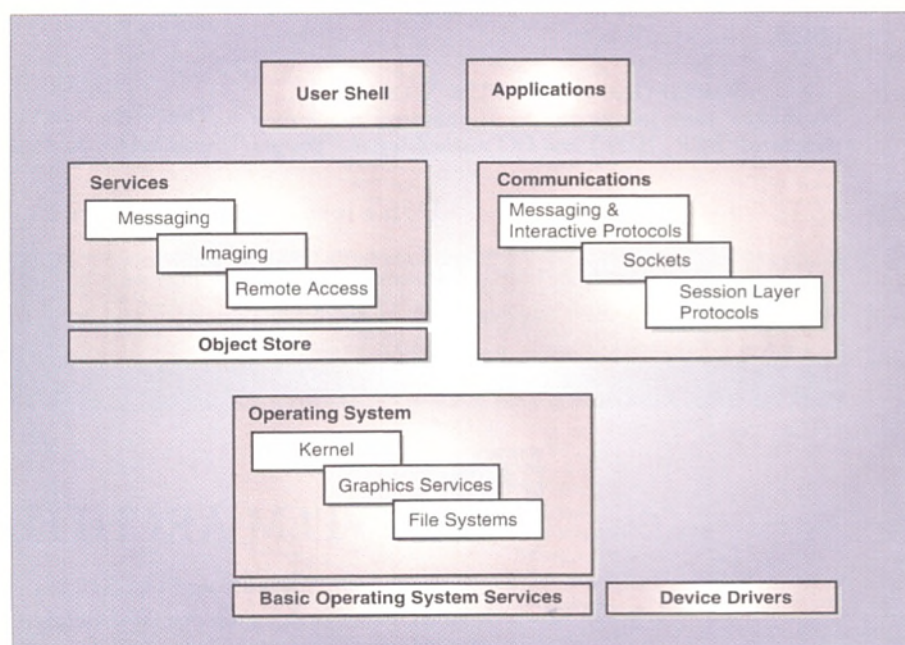 User Shell
Applications
Services
Messaging
Imaging
Remote Access
Object Store
Communications
Messaging &
Interactive Protocols
Sockets
Session Layer
Protocols
Operating System
Kernel
Graphics Services
File Systems
Basic Operating System Services
Device Drivers